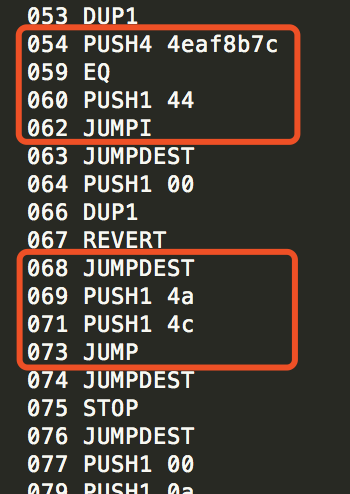 053 DUP1
054 PUSH4 4eaf8b7c
059 EQ
060 PUSH1 44
062 JUMPI
063 JUMPDEST
064 PUSH1 00
066 DUP1
067 REVERT
068 JUMPDEST
069 PUSH1 4a
071 PUSH1 4c
073 JUMP
074 JUMPDEST
075 STOP
076 JUMPDEST
077 PUSH1 00
079 PUSH1 0a